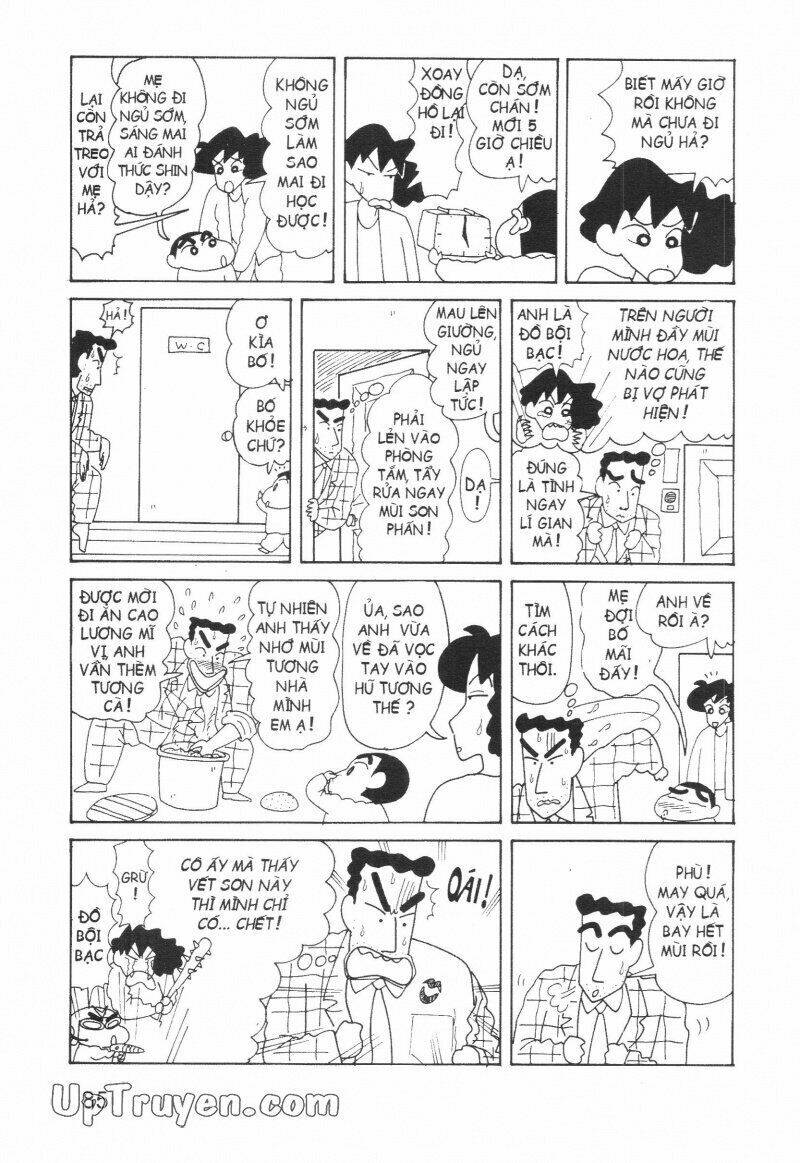 BIẾT MẤY GIỜ
RỒI KHÔNG
MÀ CHƯA ĐI
NGỦ HẢ?
DẠ,
CÒN SỚM
CHÁN!
MỚI 5
GIỜ CHIỀU
Ạ!
XOAY
ĐỒNG
HỒ LẠI
ĐI!
KHÔNG
NGỦ
SỚM
LÀM
SAO
MAI ĐI
HỌC
ĐƯỢC!
MẸ
KHÔNG ĐI
NGỦ SỚM,
SÁNG MAI
AI ĐÁNH
THỨC SHIN
DẬY?
LẠI
CÒN
TRẢ
TREO
VỚI
MẸ
HẢ?
TRÊN NGƯỜI
MÌNH ĐẦY MÙI
NƯỚC HOA, THẾ
NÀO CŨNG
BỊ VỢ PHÁT
HIỆN!
ANH LÀ
ĐỒ BỘI
BẠC!
ĐÚNG
LÀ TÌNH
NGAY
LÍ GIAN
MÀ!
MAU LÊN
GIƯỜNG,
NGỦ
NGAY
LẬP
TỨC!
DẠ
!
PHẢI
LẺN VÀO
PHÒNG
TẮM, TẨY
RỬA NGAY
MÙI SON
PHẤN!
Ơ
KÌA
BỐ!
BỐ
KHỎE
CHỨ?
W-C
HẢ!
ANH VỀ
RỒI À?
MẸ
ĐỢI
BỐ
MÃI
ĐẤY!
TÌM
CÁCH
KHÁC
THÔI.
ỦA, SAO
ANH VỪA
VỀ ĐÃ VỌC
TAY VÀO
HŨ TƯƠNG
THẾ ?
TỰ NHIÊN
ANH THẤY
NHỚ MÙI
TƯƠNG
NHÀ
MÌNH
EM Ạ!
ĐƯỢC MỜI
ĐI ĂN CAO
LƯƠNG MĨ
VỊ, ANH
VẪN THÈM
TƯƠNG
CÀ!
PHÙ!
MAY QUÁ,
VẬY LÀ
BAY HẾT
MÙI RỒI!
OÁI!
CÔ ẤY MÀ THẤY
VẾT SON NÀY
THÌ MÌNH CHỈ
CÓ... CHẾT!
GRỪ
!
ĐỒ
BỘI
BẠC
85
UpTruyen.com